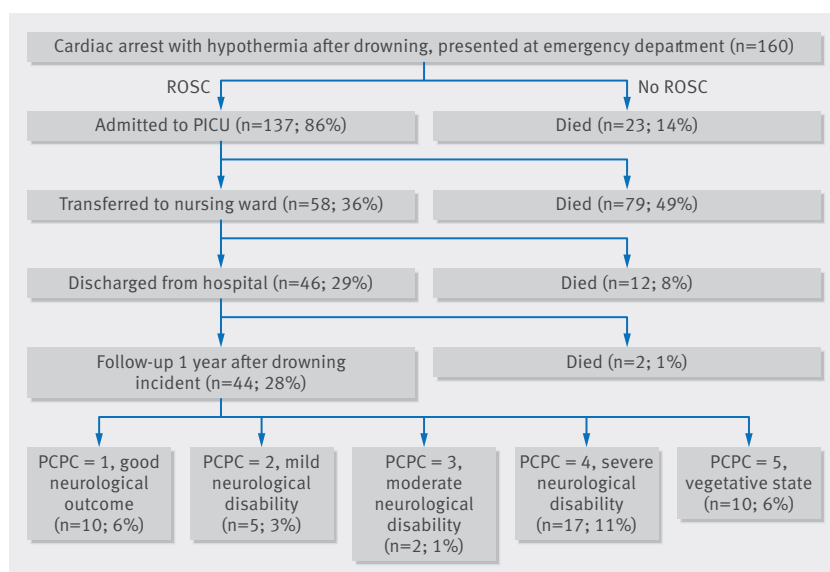 Cardiac arrest with hypothermia after drowning, presented at emergency department (n=160)
ROSC
No ROSC
Admitted to PICU (n=137; 86%)
Died (n=23; 14%)
Transferred to nursing ward (n=58; 36%)
Died (n=79; 49%)
Discharged from hospital (n=46; 29%)
Died (n=12; 8%)
Follow-up 1 year after drowning
incident (n=44; 28%)
Died (n=2; 1%)
PCPC = 1, good
neurological
outcome
(n=10; 6%)
PCPC = 2, mild
neurological
disability
(n=5; 3%)
PCPC = 3,
moderate
neurological
disability
(n=2; 1%)
PCPC = 4, severe
neurological
disability
(n=17; 11%)
PCPC = 5,
vegetative state
(n=10; 6%)